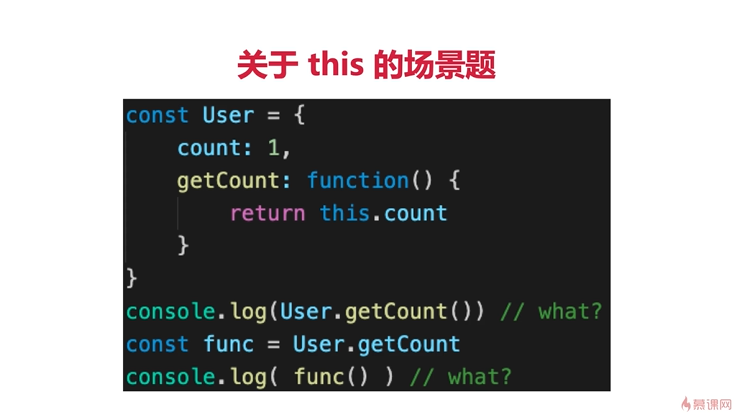 关于 this 的场景题
const User = {
    count: 1,
    getCount: function() {
        return this.count
    }
}
console.log(User.getCount()) // what?
const func = User.getCount
console.log( func() ) // what?
慕课网